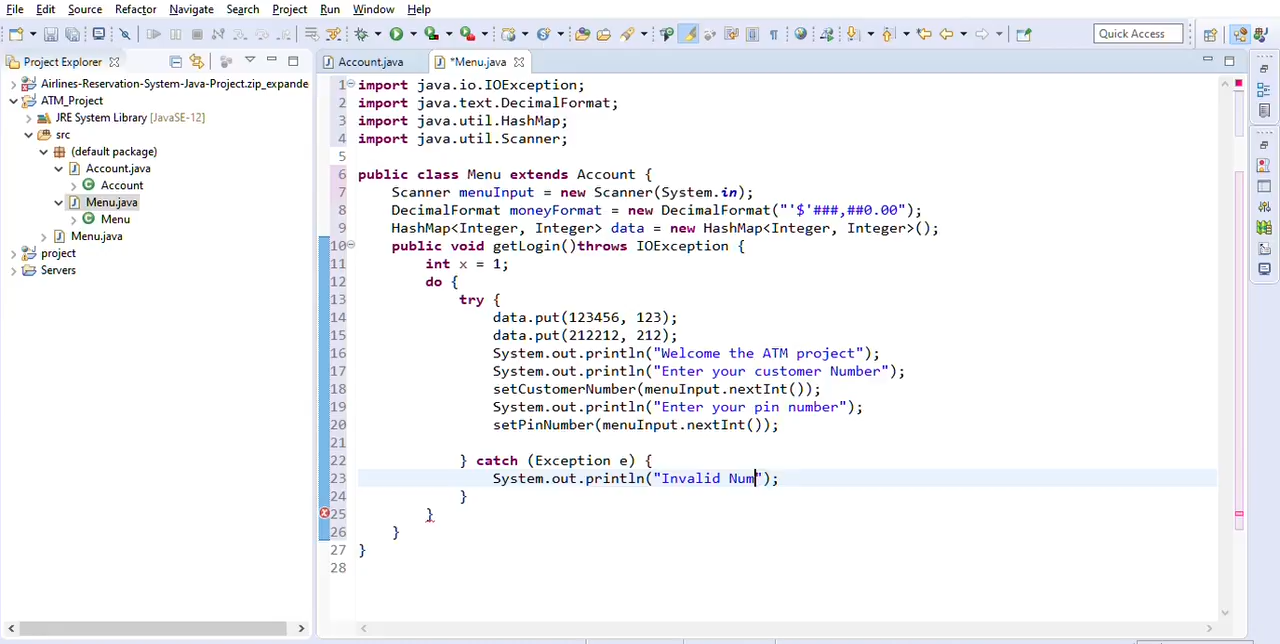 File Edit Source Refactor Navigate Search Project Run Window Help
Quick Access
Project Explorer
Account.java
*Menu.java
Airlines-Reservation-System-Java-Project.zip_expande
ATM_Project
JRE System Library [JavaSE-12]
src
(default package)
Account.java
Account
Menu.java
Menu
Menu.java
project
Servers
1 import java.io.IOException;
2 import java.text.DecimalFormat;
3 import java.util.HashMap;
4 import java.util.Scanner;
5
6 public class Menu extends Account {
7 Scanner menuInput = new Scanner(System.in);
8 DecimalFormat moneyFormat = new DecimalFormat("'$'###,##0.00");
9 HashMap<Integer, Integer> data = new HashMap<Integer, Integer>();
10 public void getLogin()throws IOException {
11 int x = 1;
12 do {
13 try {
14 data.put(123456, 123);
15 data.put(212212, 212);
16 System.out.println("Welcome the ATM project");
17 System.out.println("Enter your customer Number");
18 setCustomerNumber(menuInput.nextInt());
19 System.out.println("Enter your pin number");
20 setPinNumber(menuInput.nextInt());
21
22 } catch (Exception e) {
23 System.out.println("Invalid Num");
24 }
25 }
26 }
27 }
28